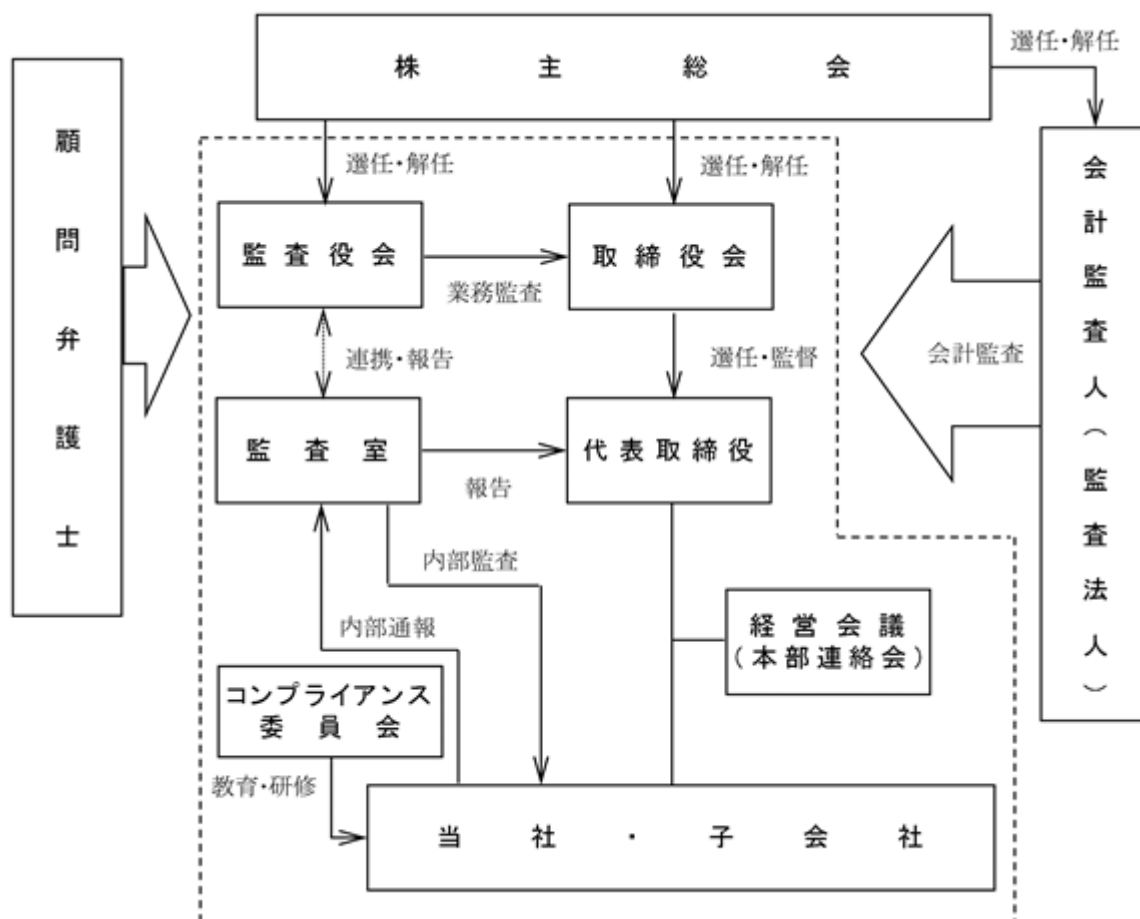 株主総会
選任・解任
顧問弁護士
選任・解任
選任・解任
会計監査人(監査法人)
監査役会
取締役会
業務監査
連携・報告
選任・監督
会計監査
監査室
代表取締役
報告
内部監査
内部通報
経営会議
(本部連絡会)
コンプライアンス
委員会
教育・研修
当社・子会社